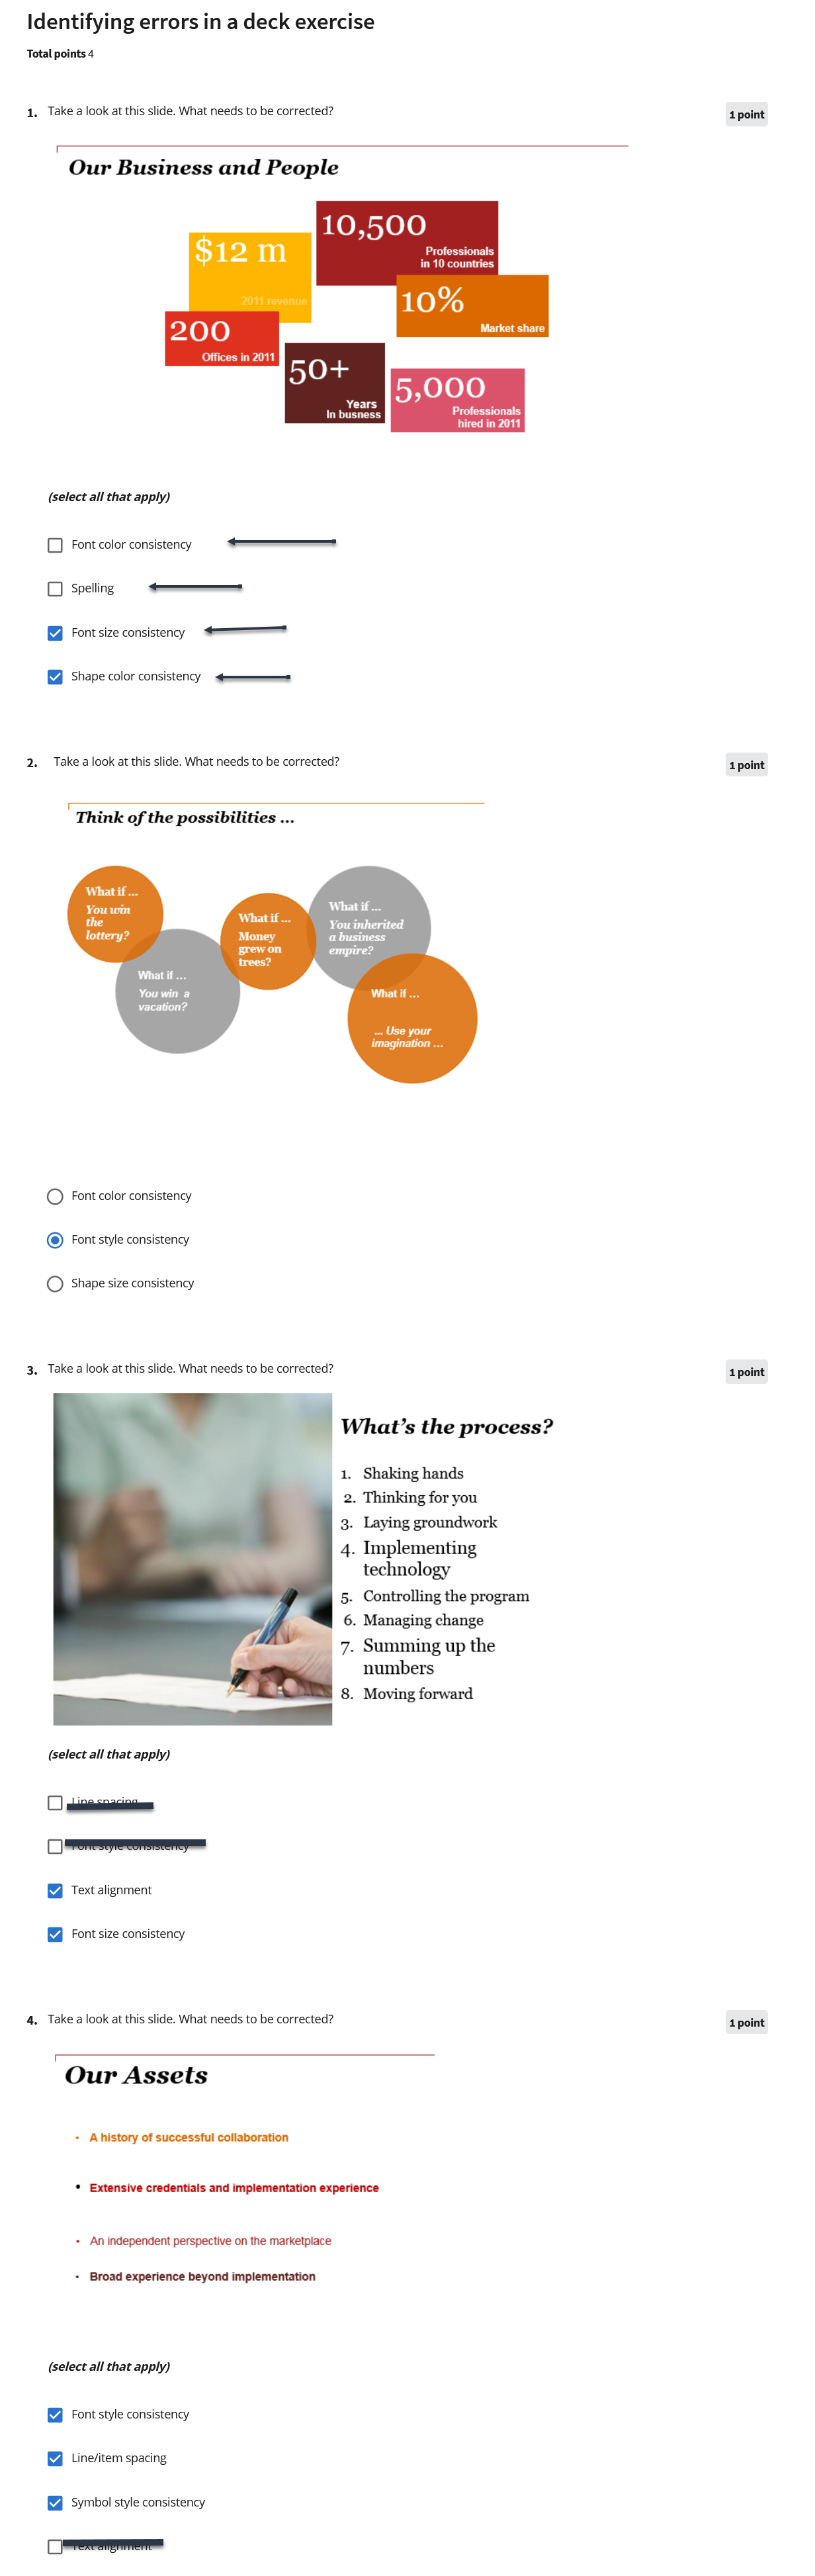 Identifying errors in a deck exercise
Total points 4
1. Take a look at this slide. What needs to be corrected?
1 point
Our Business and People
10,500
Professionals
in 10 countries
$12 m
2011 revenue
10%
Market share
200
Offices in 2011
50+
Years
In busness
5,000
Professionals
hired in 2011
(select all that apply)
Font color consistency
Spelling
Font size consistency
Shape color consistency
2. Take a look at this slide. What needs to be corrected?
1 point
Think of the possibilities ...
What if ...
You win
the
lottery?
What if ...
You win a
vacation?
What if ...
Money
grew on
trees?
What if ...
You inherited
a business
empire?
What if ...
... Use your
imagination ...
Font color consistency
Font style consistency
Shape size consistency
3. Take a look at this slide. What needs to be corrected?
1 point
What's the process?
1. Shaking hands
2. Thinking for you
3. Laying groundwork
4. Implementing
technology
5. Controlling the program
6. Managing change
7. Summing up the
numbers
8. Moving forward
(select all that apply)
Line spacing
Font style consistency
Text alignment
Font size consistency
4. Take a look at this slide. What needs to be corrected?
1 point
Our Assets
• A history of successful collaboration
• Extensive credentials and implementation experience
• An independent perspective on the marketplace
• Broad experience beyond implementation
(select all that apply)
Font style consistency
Line/item spacing
Symbol style consistency
Text alignment